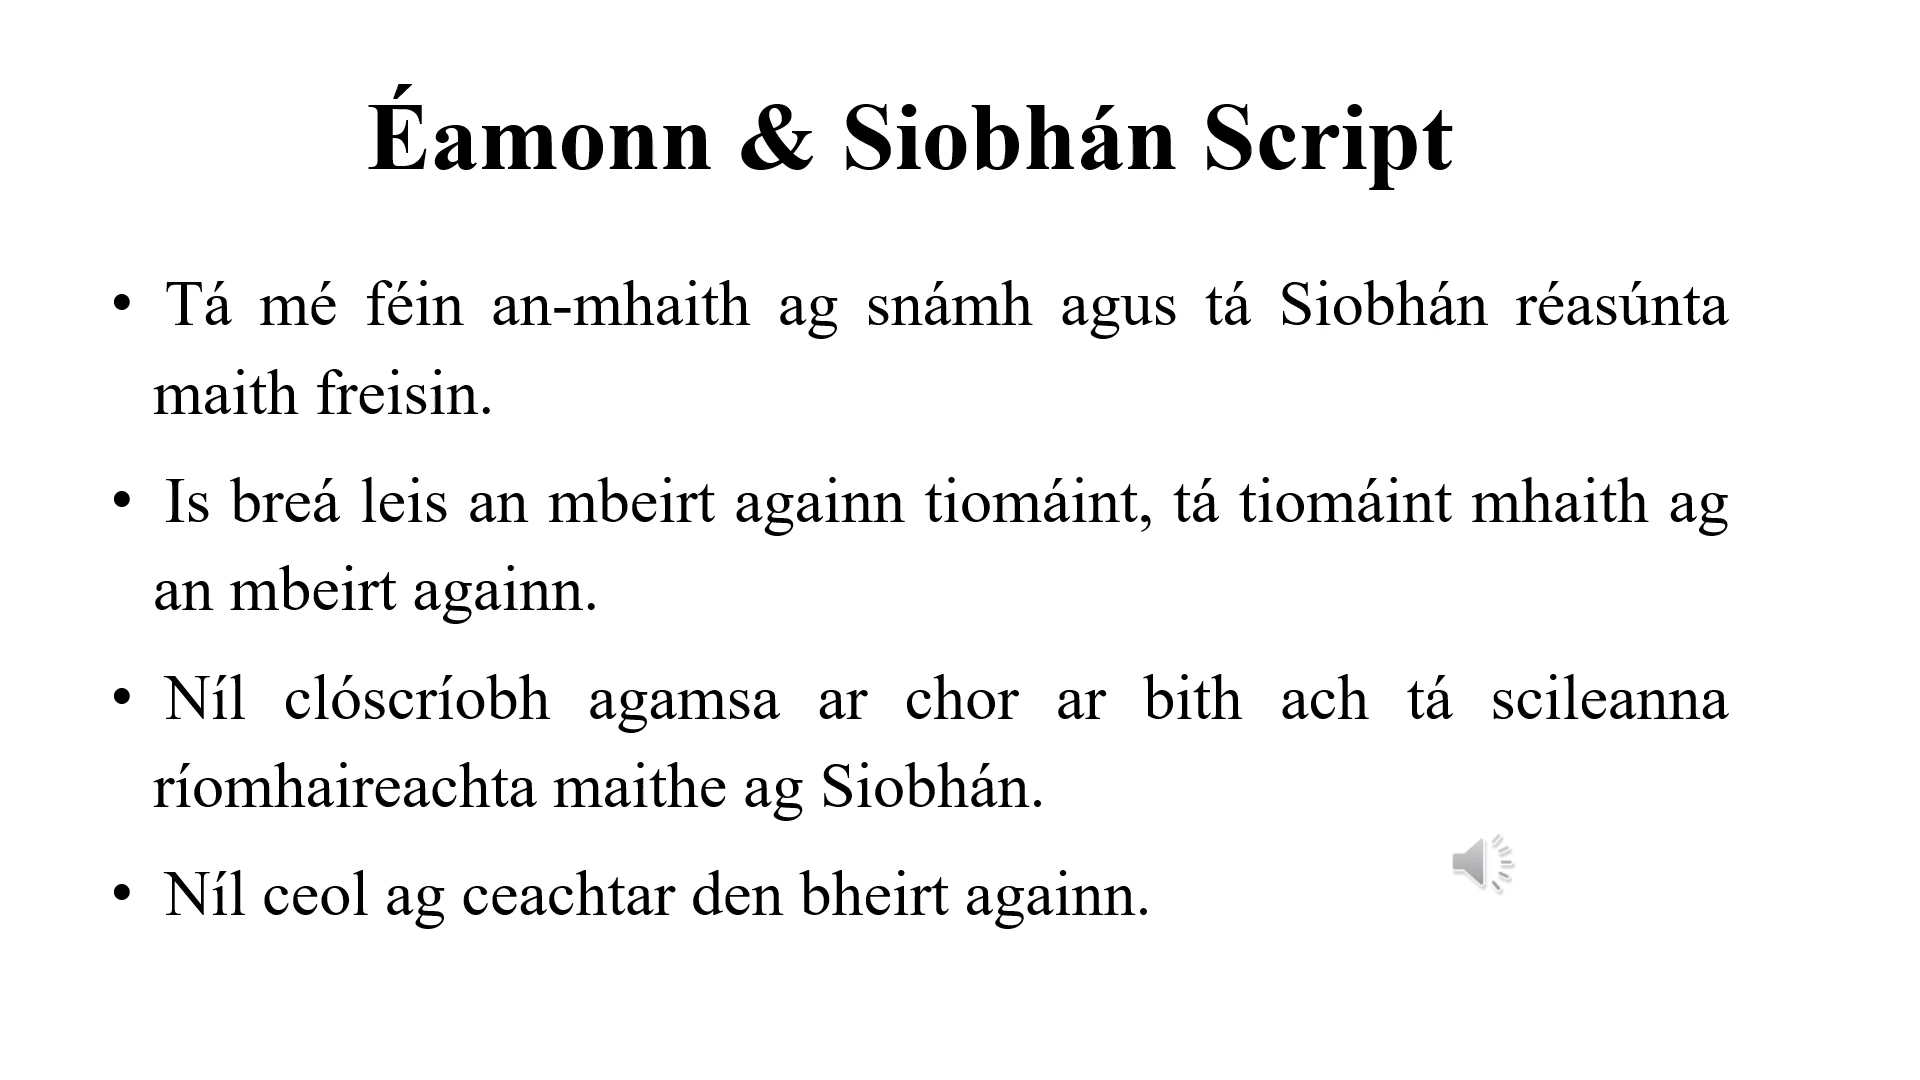 Éamonn & Siobhán Script
• Tá mé féin an-mhaith ag snámh agus tá Siobhán réasúnta
maith freisin.
• Is breá leis an mbeirt againn tiomáint, tá tiomáint mhaith ag
an mbeirt againn.
• Níl clóscríobh agamsa ar chor ar bith ach tá scileanna
ríomhaireachta maithe ag Siobhán.
• Níl ceol ag ceachtar den bheirt againn.